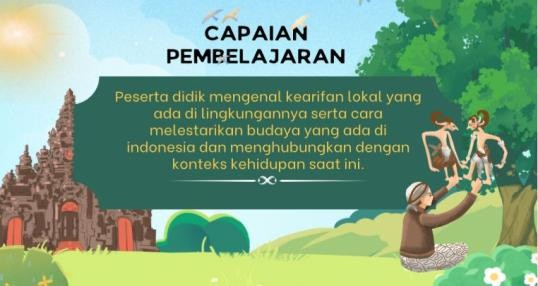 CAPAIAN
PEMBELAJARAN
Peserta didik mengenal kearifan lokal yang
ada di lingkungannya serta cara
melestarikan budaya yang ada di
indonesia dan menghubungkan dengan
konteks kehidupan saat ini.